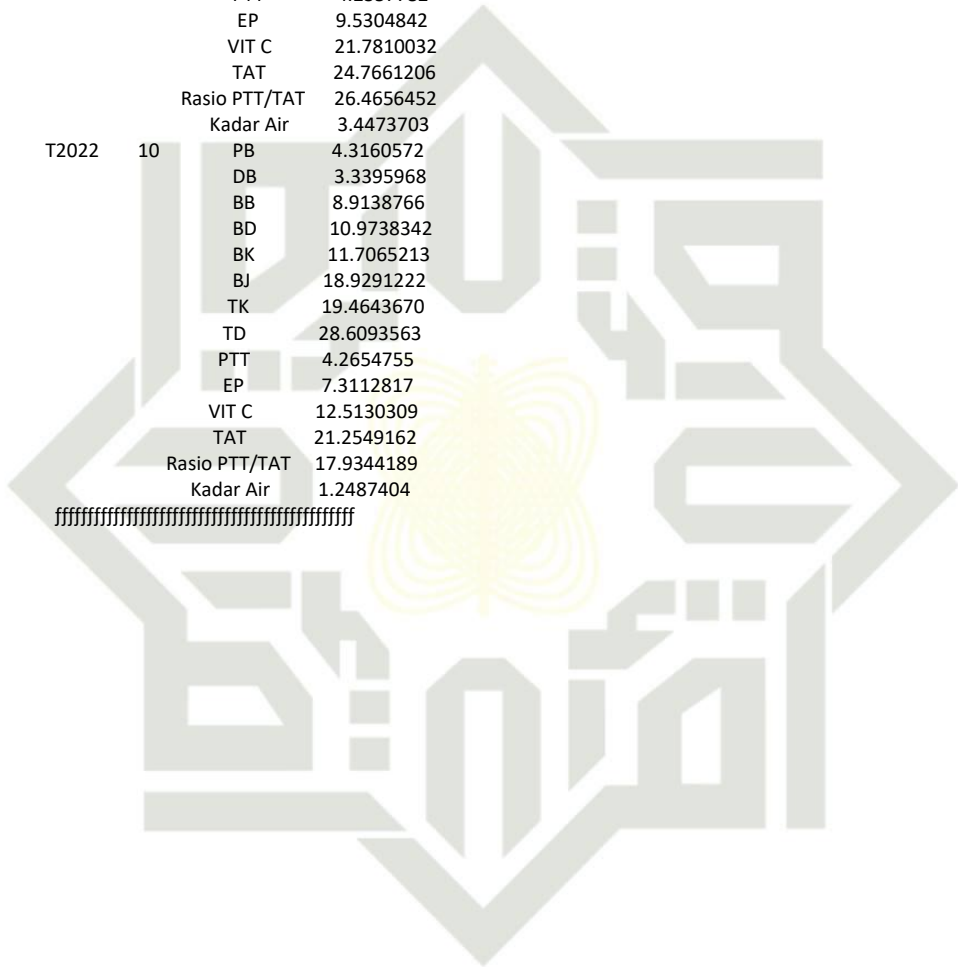 EP 9.5304842
VIT C 21.7810032
TAT 24.7661206
Rasio PTT/TAT 26.4656452
Kadar Air 3.4473703
T2022 10 PB 4.3160572
DB 3.3395968
BB 8.9138766
BD 10.9738342
BK 11.7065213
BJ 18.9291222
TK 19.4643670
TD 28.6093563
PTT 4.2654755
EP 7.3112817
VIT C 12.5130309
TAT 21.2549162
Rasio PTT/TAT 17.9344189
Kadar Air 1.2487404
ƒƒƒƒƒƒƒƒƒƒƒƒƒƒƒƒƒƒƒƒƒƒƒƒƒƒƒƒƒƒƒƒƒƒƒƒƒƒƒƒƒƒƒƒƒƒƒ